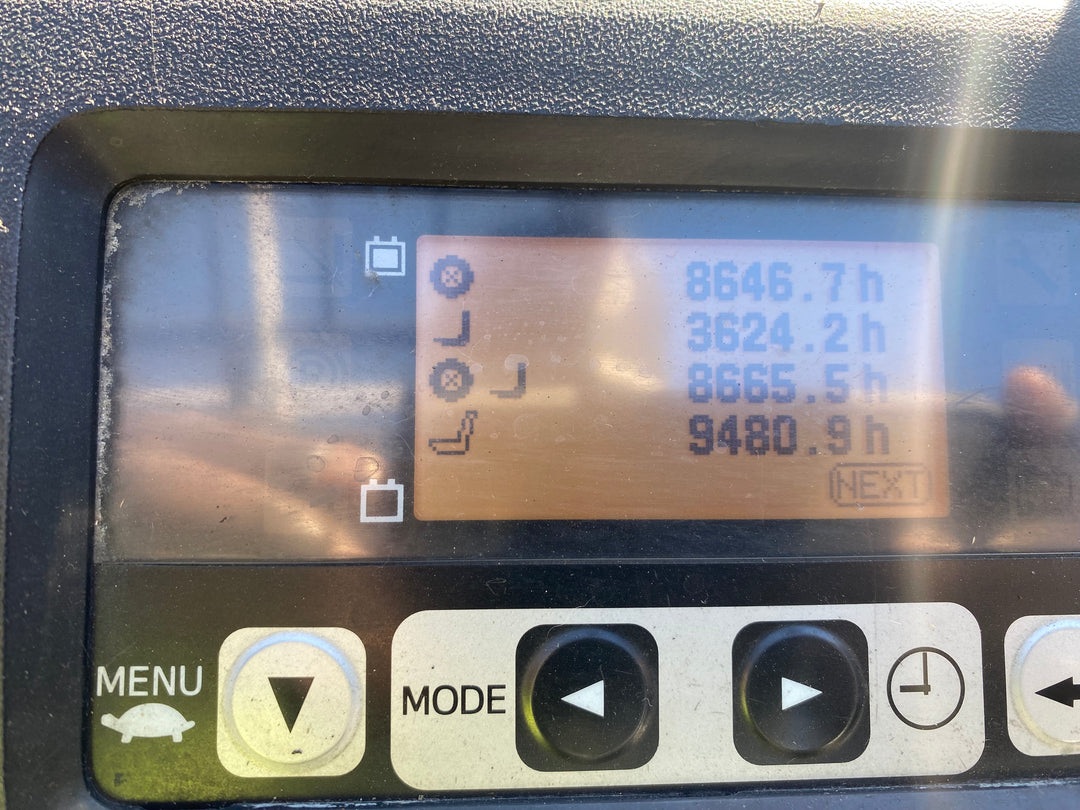 8646.7h
3624.2h
8665.5h
9480.9h
NEXT
MENU
MODE